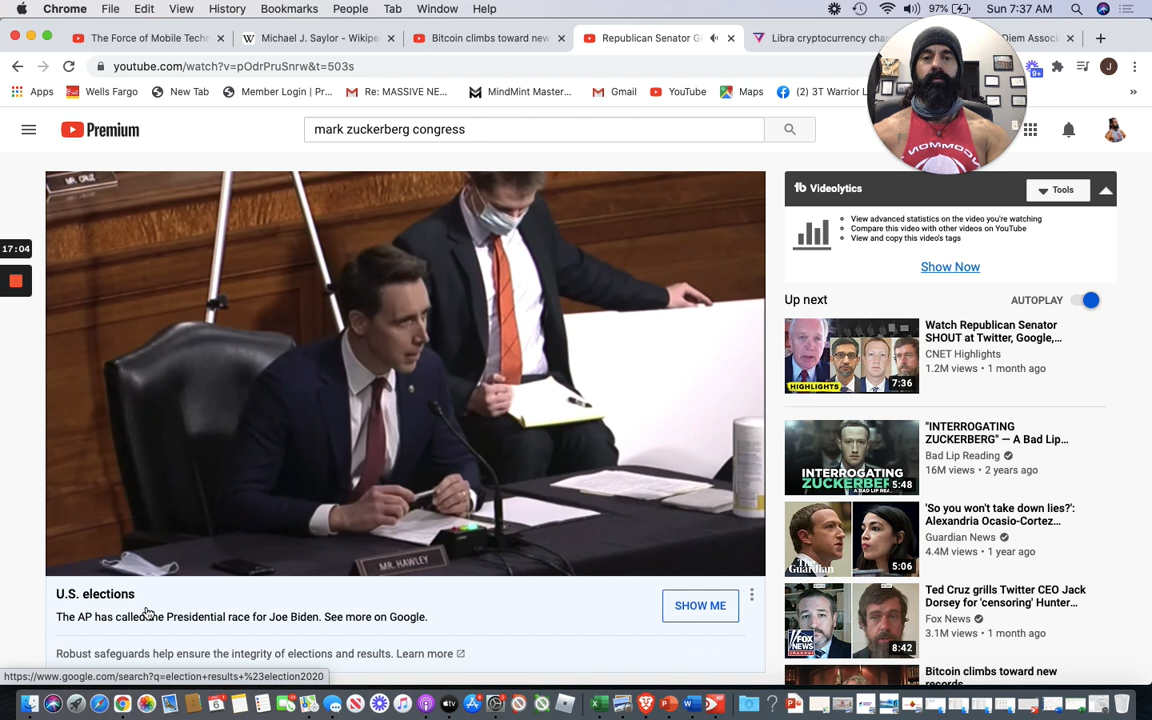 Chrome File Edit View History Bookmarks People Tab Window Help 97% Sun 7:37 AM
The Force of Mobile Techn
Michael J. Saylor - Wikipe
Bitcoin climbs toward new
Republican Senator G
Libra cryptocurrency cha
Diem Assoc
youtube.com/watch?v=pOdrPruSnrw&t=503s
9+
J
Apps Wells Fargo New Tab Member Login | Pr... Re: MASSIVE NE... MindMint Master... Gmail YouTube Maps (2) 3T Warrior
Premium
mark zuckerberg congress
MR. CRUZ
17:04
MR. HAWLEY
Videolytics
Tools
View advanced statistics on the video you're watching
Compare this video with other videos on YouTube
View and copy this video's tags
Show Now
Up next
AUTOPLAY
HIGHLIGHTS
7:36
Watch Republican Senator
SHOUT at Twitter, Google,...
CNET Highlights
1.2M views • 1 month ago
INTERROGATING
ZUCKERBERG
5:48
"INTERROGATING
ZUCKERBERG" — A Bad Lip...
Bad Lip Reading
16M views • 2 years ago
The Guardian
5:06
'So you won't take down lies?':
Alexandria Ocasio-Cortez...
Guardian News
4.4M views • 1 year ago
FOX NEWS
8:42
Ted Cruz grills Twitter CEO Jack
Dorsey for 'censoring' Hunter...
Fox News
3.1M views • 1 month ago
Bitcoin climbs toward new
records
U.S. elections
The AP has called the Presidential race for Joe Biden. See more on Google.
SHOW ME
Robust safeguards help ensure the integrity of elections and results. Learn more
https://www.google.com/search?q=election+results+%23election2020